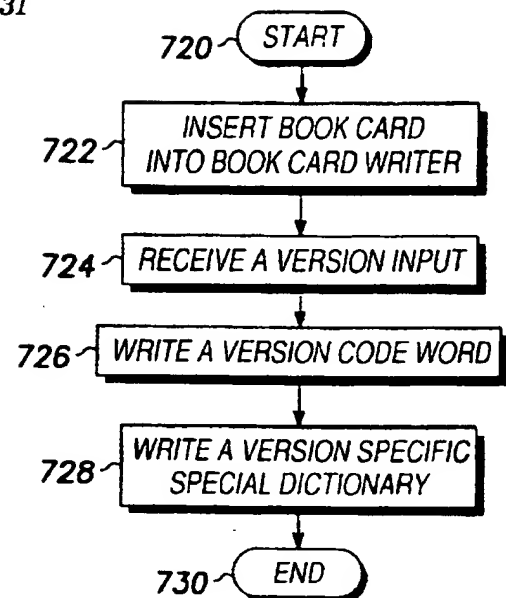 31
720 START
722 INSERT BOOK CARD
INTO BOOK CARD WRITER
724 RECEIVE A VERSION INPUT
726 WRITE A VERSION CODE WORD
728 WRITE A VERSION SPECIFIC
SPECIAL DICTIONARY
730 END